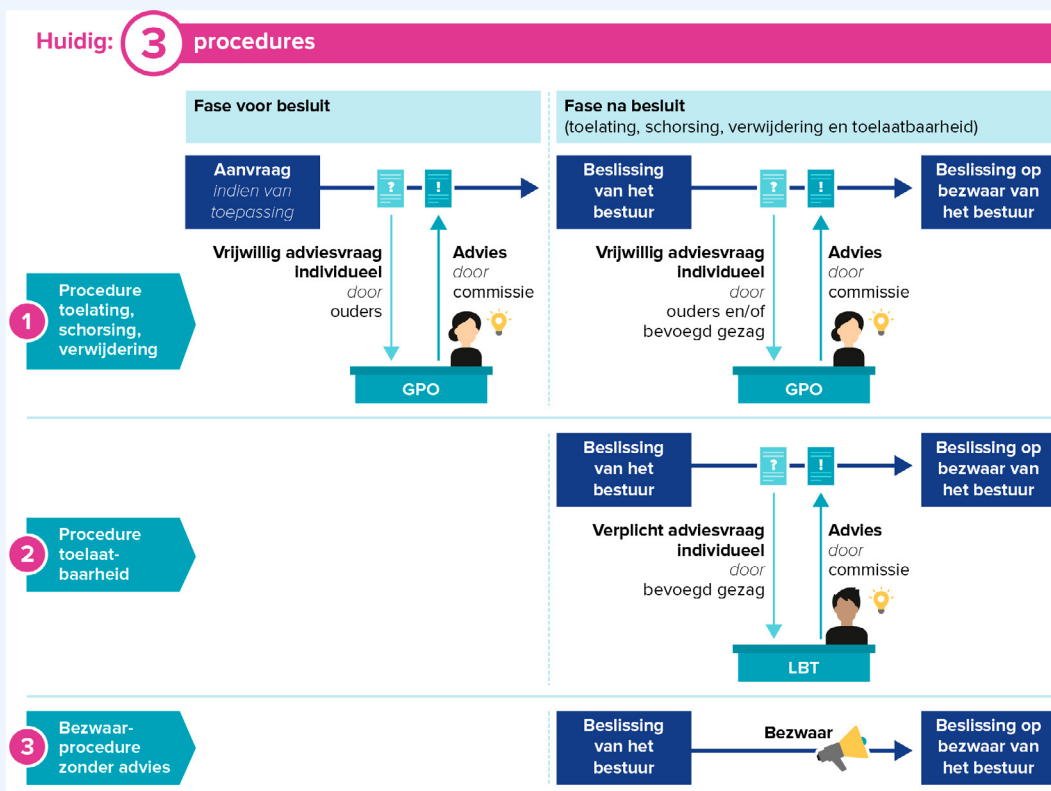 Huidig: 3 procedures
Fase voor besluit
Fase na besluit
(toelating, schorsing, verwijdering en toelaatbaarheid)
1
Procedure
toelating,
schorsing,
verwijdering
Aanvraag
indien van
toepassing
?
!
Vrijwillig adviesvraag
individueel
door
ouders
Advies
door
commissie
GPO
Beslissing
van het
bestuur
?
!
Beslissing op
bezwaar van
het bestuur
Vrijwillig adviesvraag
individueel
door
ouders en/of
bevoegd gezag
Advies
door
commissie
GPO
2
Procedure
toelaat-
baarheid
Beslissing
van het
bestuur
?
!
Beslissing op
bezwaar van
het bestuur
Verplicht adviesvraag
individueel
door
bevoegd gezag
Advies
door
commissie
LBT
3
Bezwaar-
procedure
zonder advies
Beslissing
van het
bestuur
Bezwaar
Beslissing op
bezwaar van
het bestuur